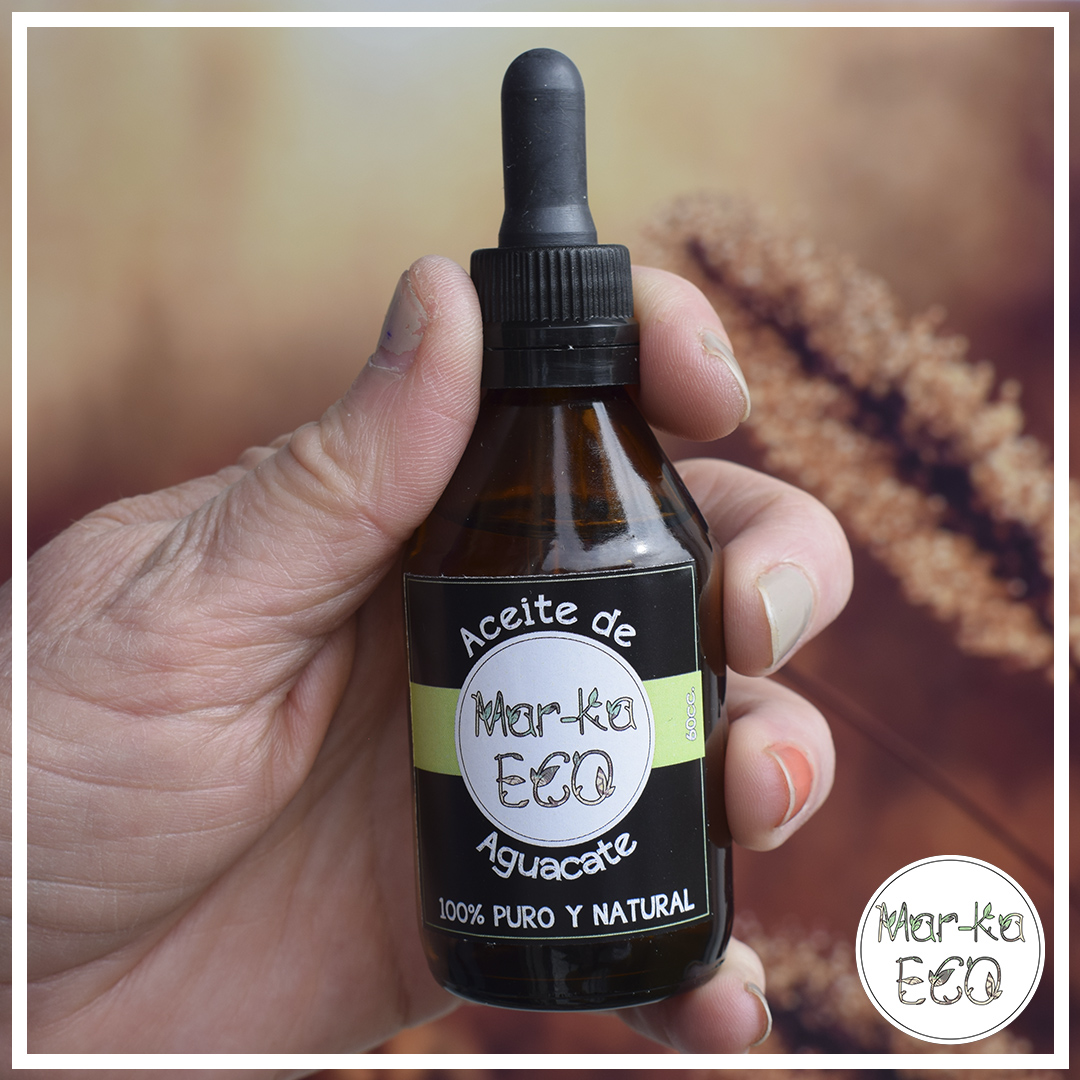 Aceite de
Mar-Ka
ECO
60cc.
Aguacate
100% PURO Y NATURAL
Mar-Ka
ECO